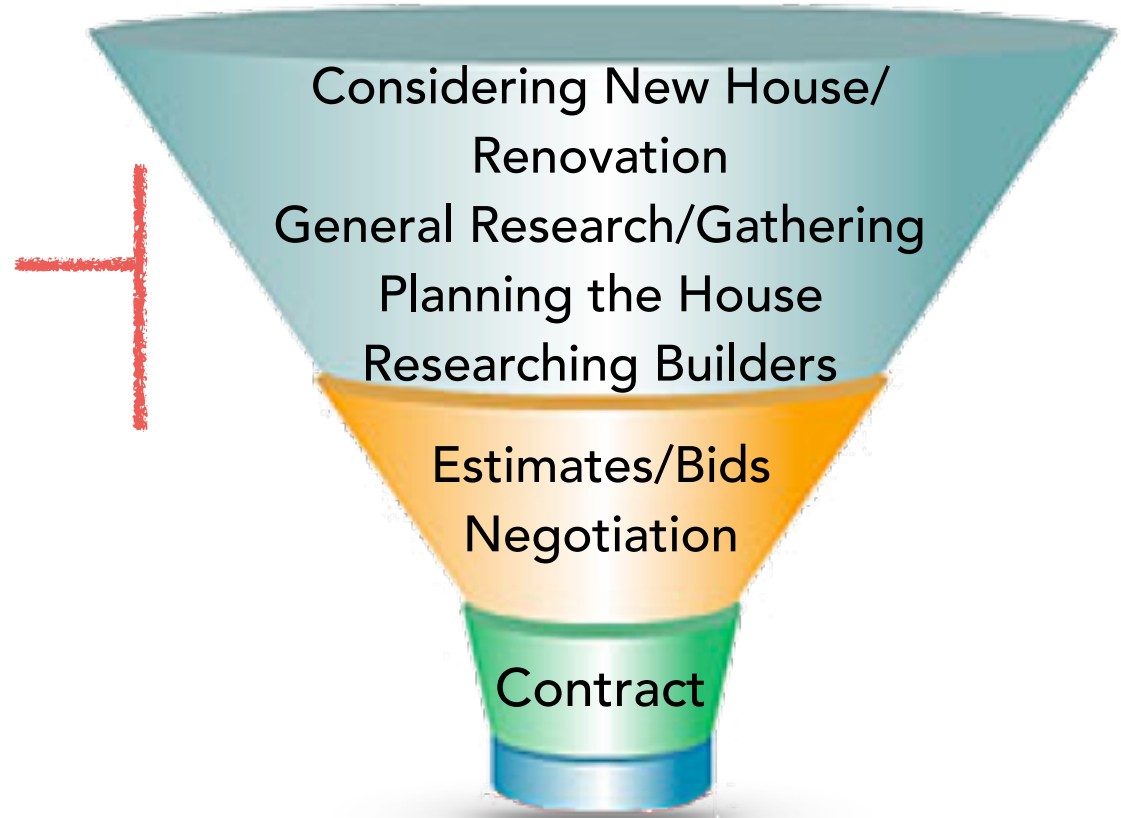 Considering New House/
Renovation
General Research/Gathering
Planning the House
Researching Builders
Estimates/Bids
Negotiation
Contract